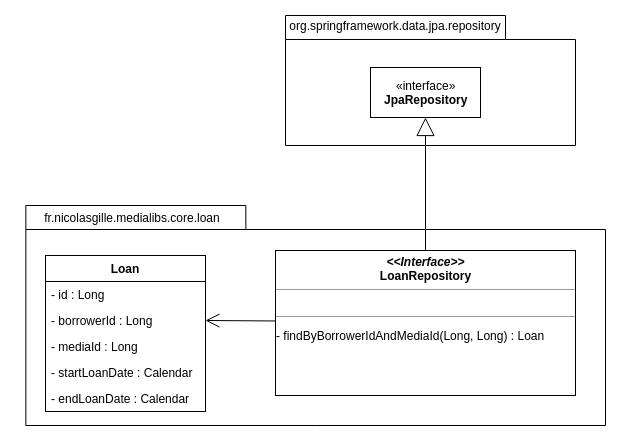 org.springframework.data.jpa.repository
«interface»
JpaRepository
fr.nicolasgille.medialibs.core.loan
Loan
- id : Long
- borrowerId : Long
- mediaId : Long
- startLoanDate : Calendar
- endLoanDate : Calendar
<<Interface>>
LoanRepository
- findByBorrowerIdAndMediaId(Long, Long) : Loan